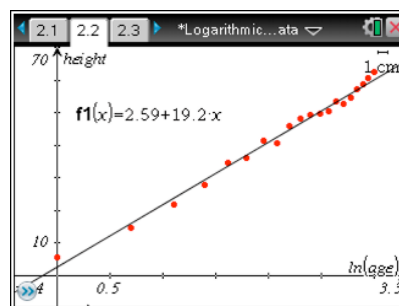 2.1 2.2 2.3 *Logarithmic...ata
70 height
1 cm
f1(x)=2.59+19.2·x
10
ln(age)
0.5 3.3